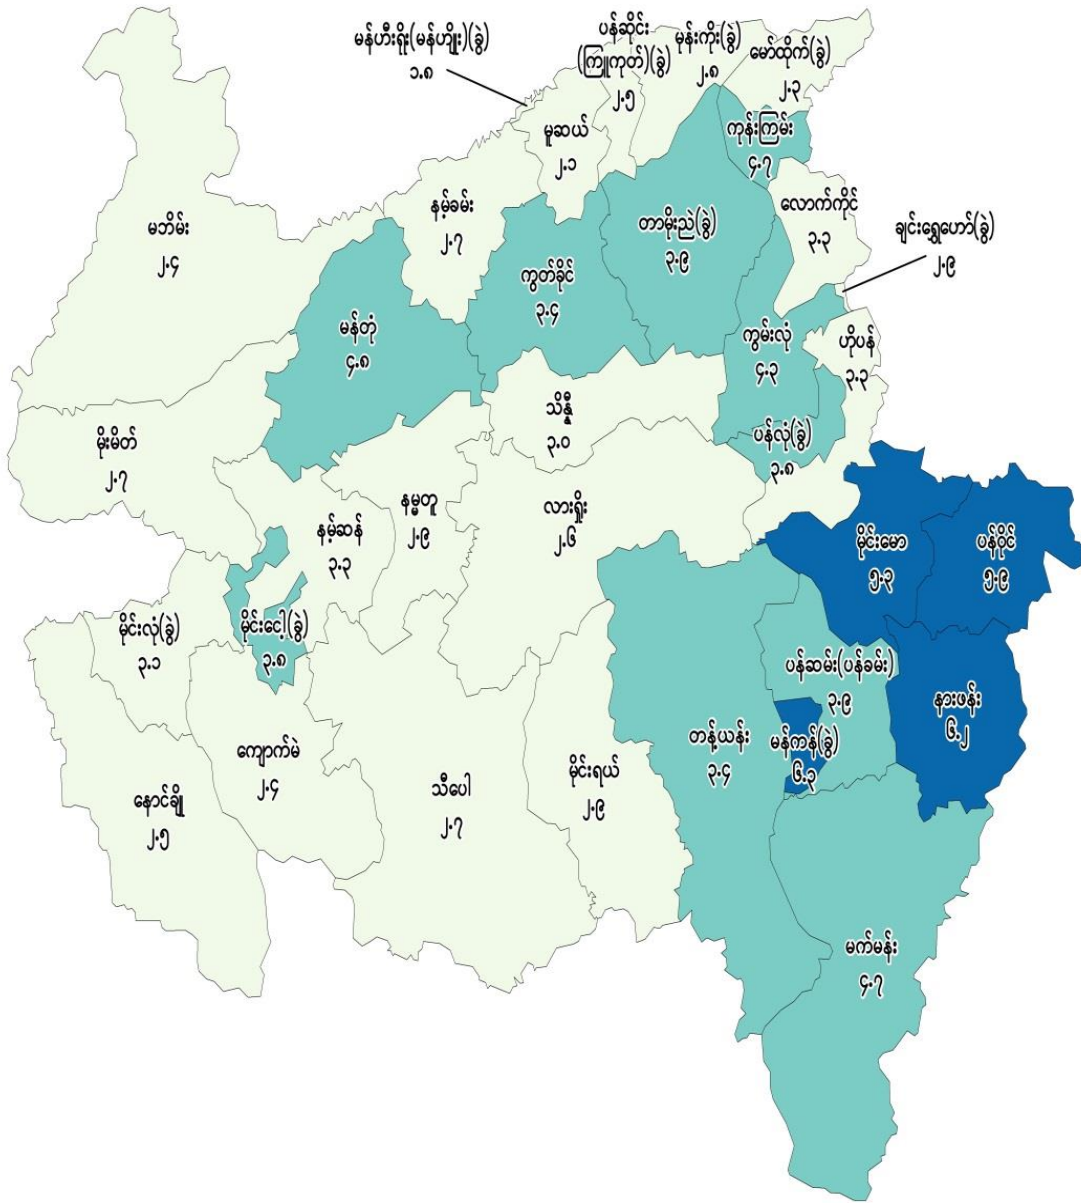 မန်ဟီးရိုး(မန်ဟျိုး)(ခွဲ)
၁.၈
ပန်ဆိုင်း
(ကြူကုတ်)(ခွဲ)
၂.၅
မုန်းကိုး(ခွဲ)
၂.၈
မော်ထိုက်(ခွဲ)
၂.၃
မူဆယ်
၂.၁
ကုန်းကြမ်း
၄.၇
နမ့်ခမ်း
၂.၇
မဘိမ်း
၂.၄
တာမိုးညဲ(ခွဲ)
၃.၉
လောက်ကိုင်
၃.၃
ချင်းရွှေဟော်(ခွဲ)
၂.၉
ကွတ်ခိုင်
၃.၄
မန်တုံ
၄.၈
ကွမ်းလုံ
၄.၃
ဟိုပန်
၃.၃
သိန္နီ
၃.၀
မိုးမိတ်
၂.၇
ပန်လုံ(ခွဲ)
၃.၈
နမ္မတူ
၂.၉
လားရှိုး
၂.၆
နမ့်ဆန်
၃.၃
မိုင်းမော
၅.၃
ပန်ဝိုင်
၅.၉
မိုင်းလုံ(ခွဲ)
၃.၁
မိုင်းငေါ့(ခွဲ)
၃.၈
ပန်ဆမ်း(ပန်ခမ်း)
၃.၉
နားဖန်း
၆.၂
ကျောက်မဲ
၂.၄
တန့်ယန်း
၃.၄
မန်ကန်(ခွဲ)
၆.၃
နောင်ချို
၂.၅
သီပေါ
၂.၇
မိုင်းရယ်
၂.၉
မက်မန်း
၄.၇